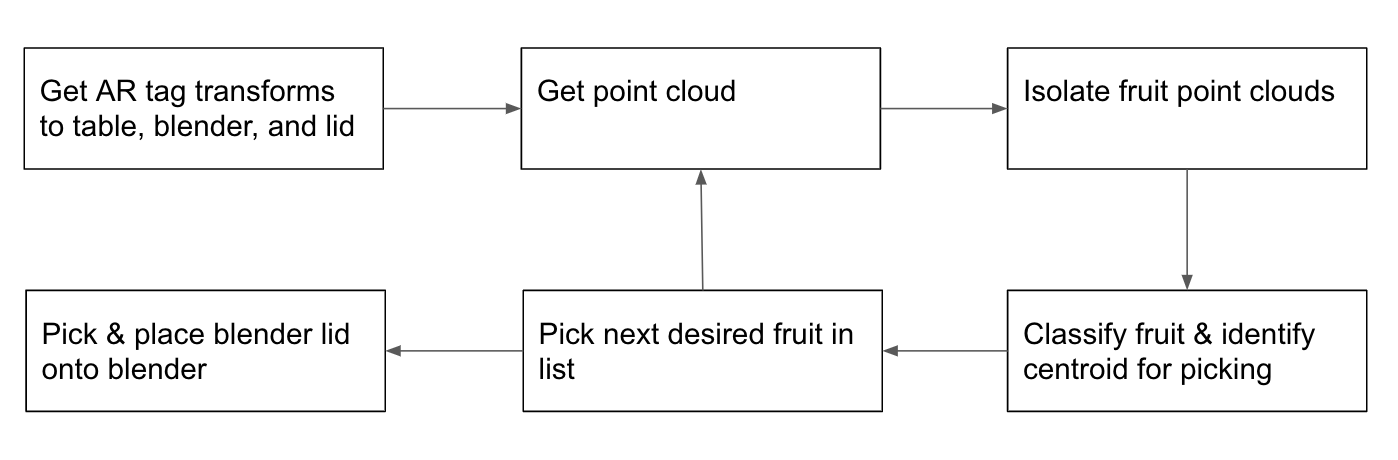 Get AR tag transforms
to table, blender, and lid
Get point cloud
Isolate fruit point clouds
Classify fruit & identify
centroid for picking
Pick next desired fruit in
list
Pick & place blender lid
onto blender